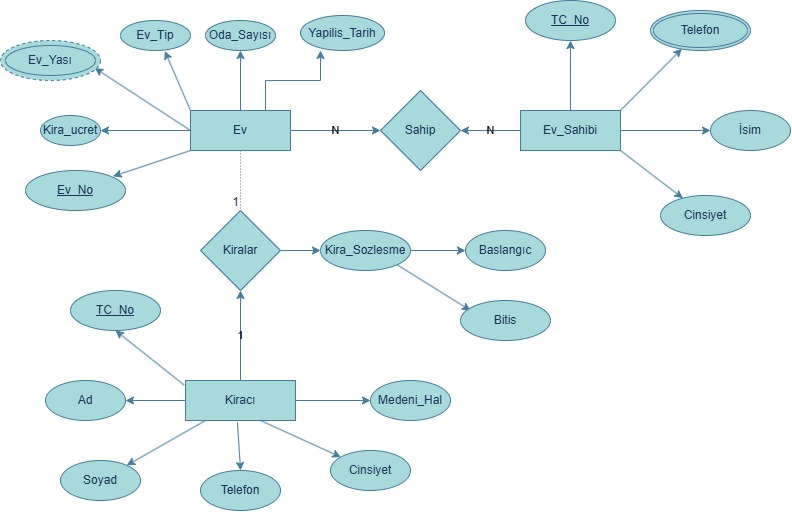 TC_No
Telefon
Ev_Tip
Oda_Sayısı
Yapilis_Tarih
Ev_Yası
Kira_ucret
Ev
N
Sahip
N
Ev_Sahibi
İsim
Ev_No
1
Cinsiyet
Kiralar
Kira_Sozlesme
Baslangıc
TC_No
Bitis
1
Ad
Kiracı
Medeni_Hal
Soyad
Telefon
Cinsiyet